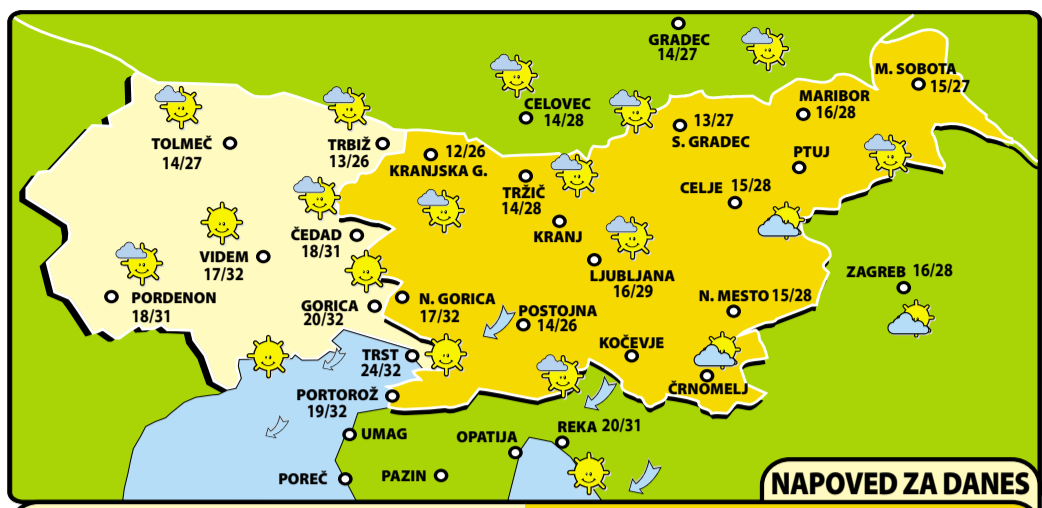 GRADEC
14/27
M. SOBOTA
15/27
CELOVEC
14/28
MARIBOR
16/28
TOLMEČ
14/27
TRBIŽ
13/26
12/26
KRANJSKA G.
13/27
S. GRADEC
PTUJ
TRŽIČ
14/28
CELJE 15/28
KRANJ
ČEDAD
18/31
VIDEM
17/32
LJUBLJANA
16/29
ZAGREB 16/28
PORDENON
18/31
GORICA
20/32
N. GORICA
17/32
POSTOJNA
14/26
N. MESTO 15/28
KOČEVJE
TRST
24/32
ČRNOMELJ
PORTOROŽ
19/32
UMAG
OPATIJA
REKA 20/31
POREČ
PAZIN
NAPOVED ZA DANES